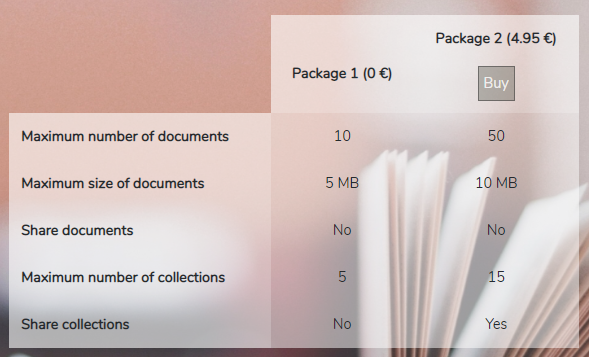 Package 2 (4.95 €)
Package 1 (0 €)
Buy
Maximum number of documents 10 50
Maximum size of documents 5 MB 10 MB
Share documents No No
Maximum number of collections 5 15
Share collections No Yes